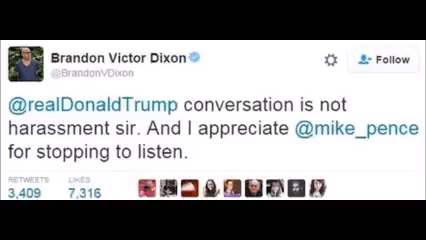 Brandon Victor Dixon
@BrandonVDixon
Follow
@realDonaldTrump conversation is not
harassment sir. And I appreciate @mike_pence
for stopping to listen.
RETWEETS LIKES
3,409 7,316